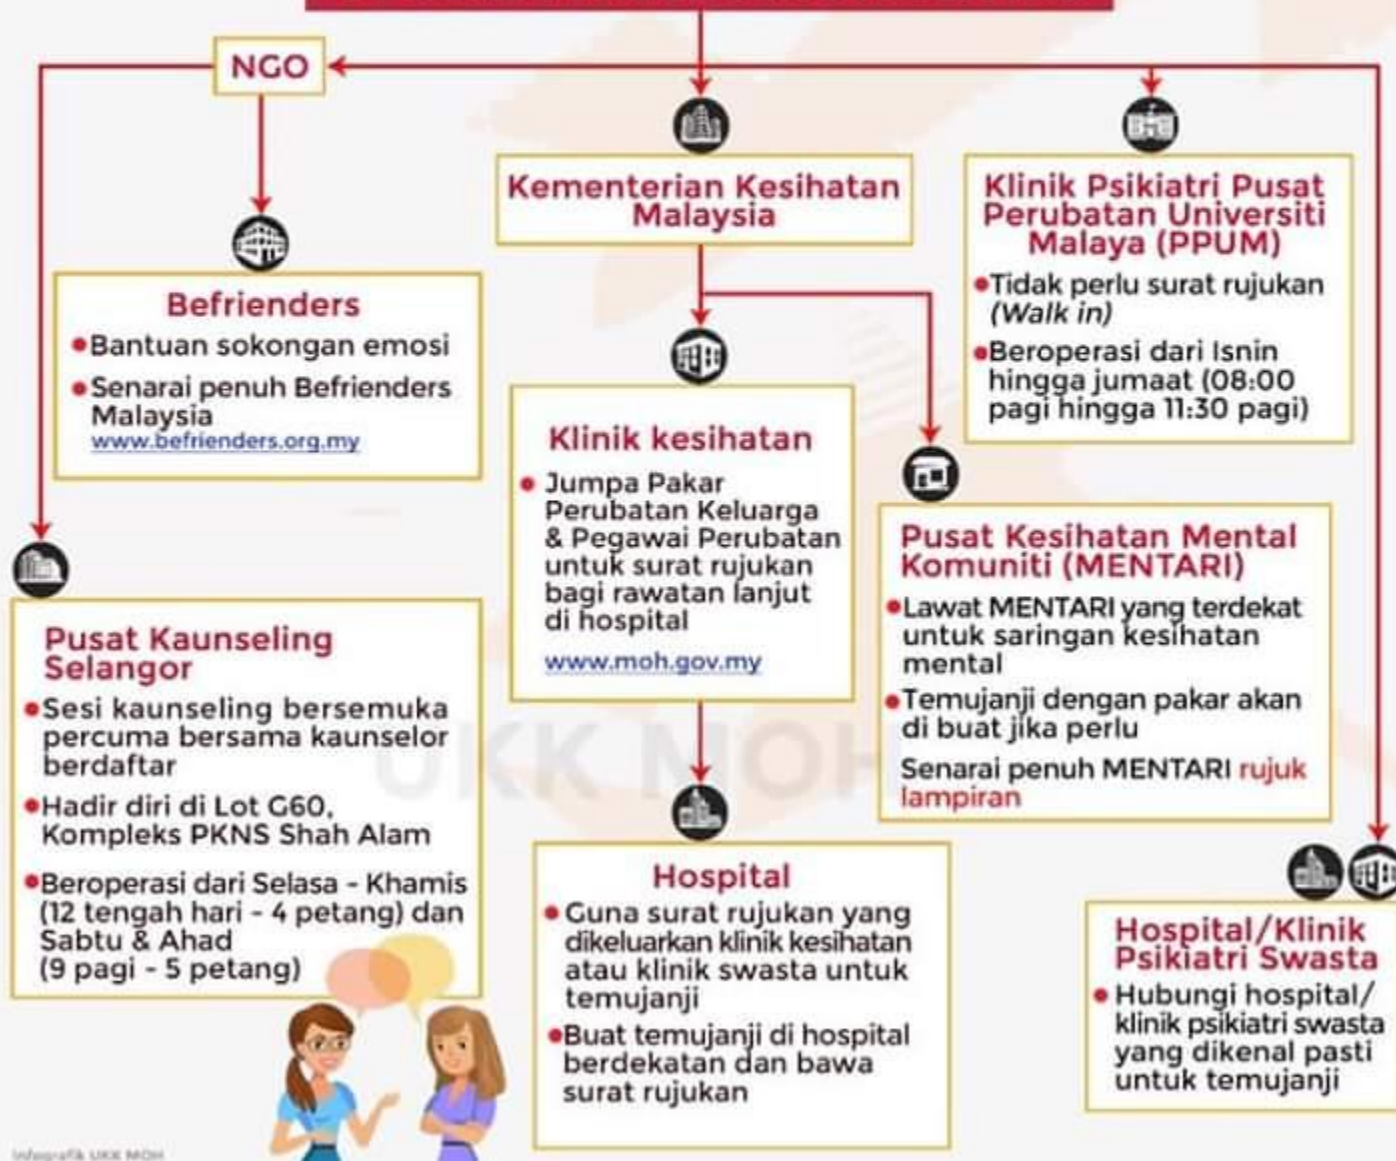 NGO
Kementerian Kesihatan
Malaysia
Klinik Psikiatri Pusat
Perubatan Universiti
Malaya (PPUM)
•Tidak perlu surat rujukan
(Walk in)
•Beroperasi dari Isnin
hingga jumaat (08:00
pagi hingga 11:30 pagi)
Befrienders
•Bantuan sokongan emosi
•Senarai penuh Befrienders
Malaysia
www.befrienders.org.my
Klinik kesihatan
• Jumpa Pakar
Perubatan Keluarga
& Pegawai Perubatan
untuk surat rujukan
bagi rawatan lanjut
di hospital
www.moh.gov.my
Pusat Kesihatan Mental
Komuniti (MENTARI)
•Lawat MENTARI yang terdekat
untuk saringan kesihatan
mental
•Temujanji dengan pakar akan
di buat jika perlu
Senarai penuh MENTARI rujuk
lampiran
Pusat Kaunseling
Selangor
•Sesi kaunseling bersemuka
percuma bersama kaunselor
berdaftar
•Hadir diri di Lot G60,
Kompleks PKNS Shah Alam
•Beroperasi dari Selasa - Khamis
(12 tengah hari - 4 petang) dan
Sabtu & Ahad
(9 pagi - 5 petang)
UKK MOH
Hospital
• Guna surat rujukan yang
dikeluarkan klinik kesihatan
atau klinik swasta untuk
temujanji
•Buat temujanji di hospital
berdekatan dan bawa
surat rujukan
Hospital/Klinik
Psikiatri Swasta
• Hubungi hospital/
klinik psikiatri swasta
yang dikenal pasti
untuk temujanji
Infografik UKK MOH